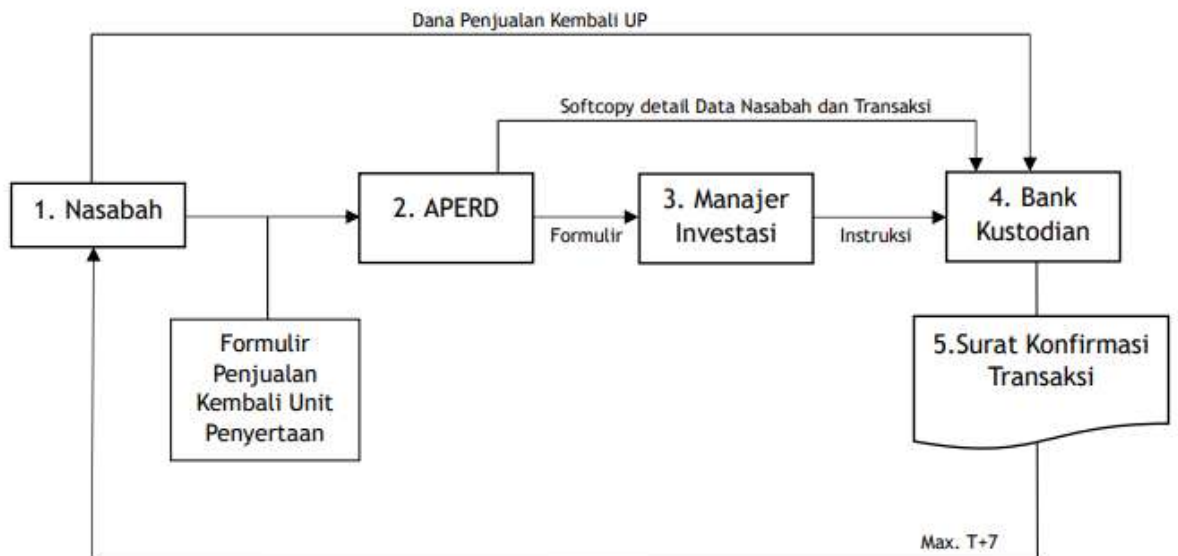 Dana Penjualan Kembali UP
Softcopy detail Data Nasabah dan Transaksi
1. Nasabah
2. APERD
Formulir
3. Manajer
Investasi
Instruksi
4. Bank
Kustodian
Formulir
Penjualan
Kembali Unit
Penyertaan
5.Surat Konfirmasi
Transaksi
Max. T+7